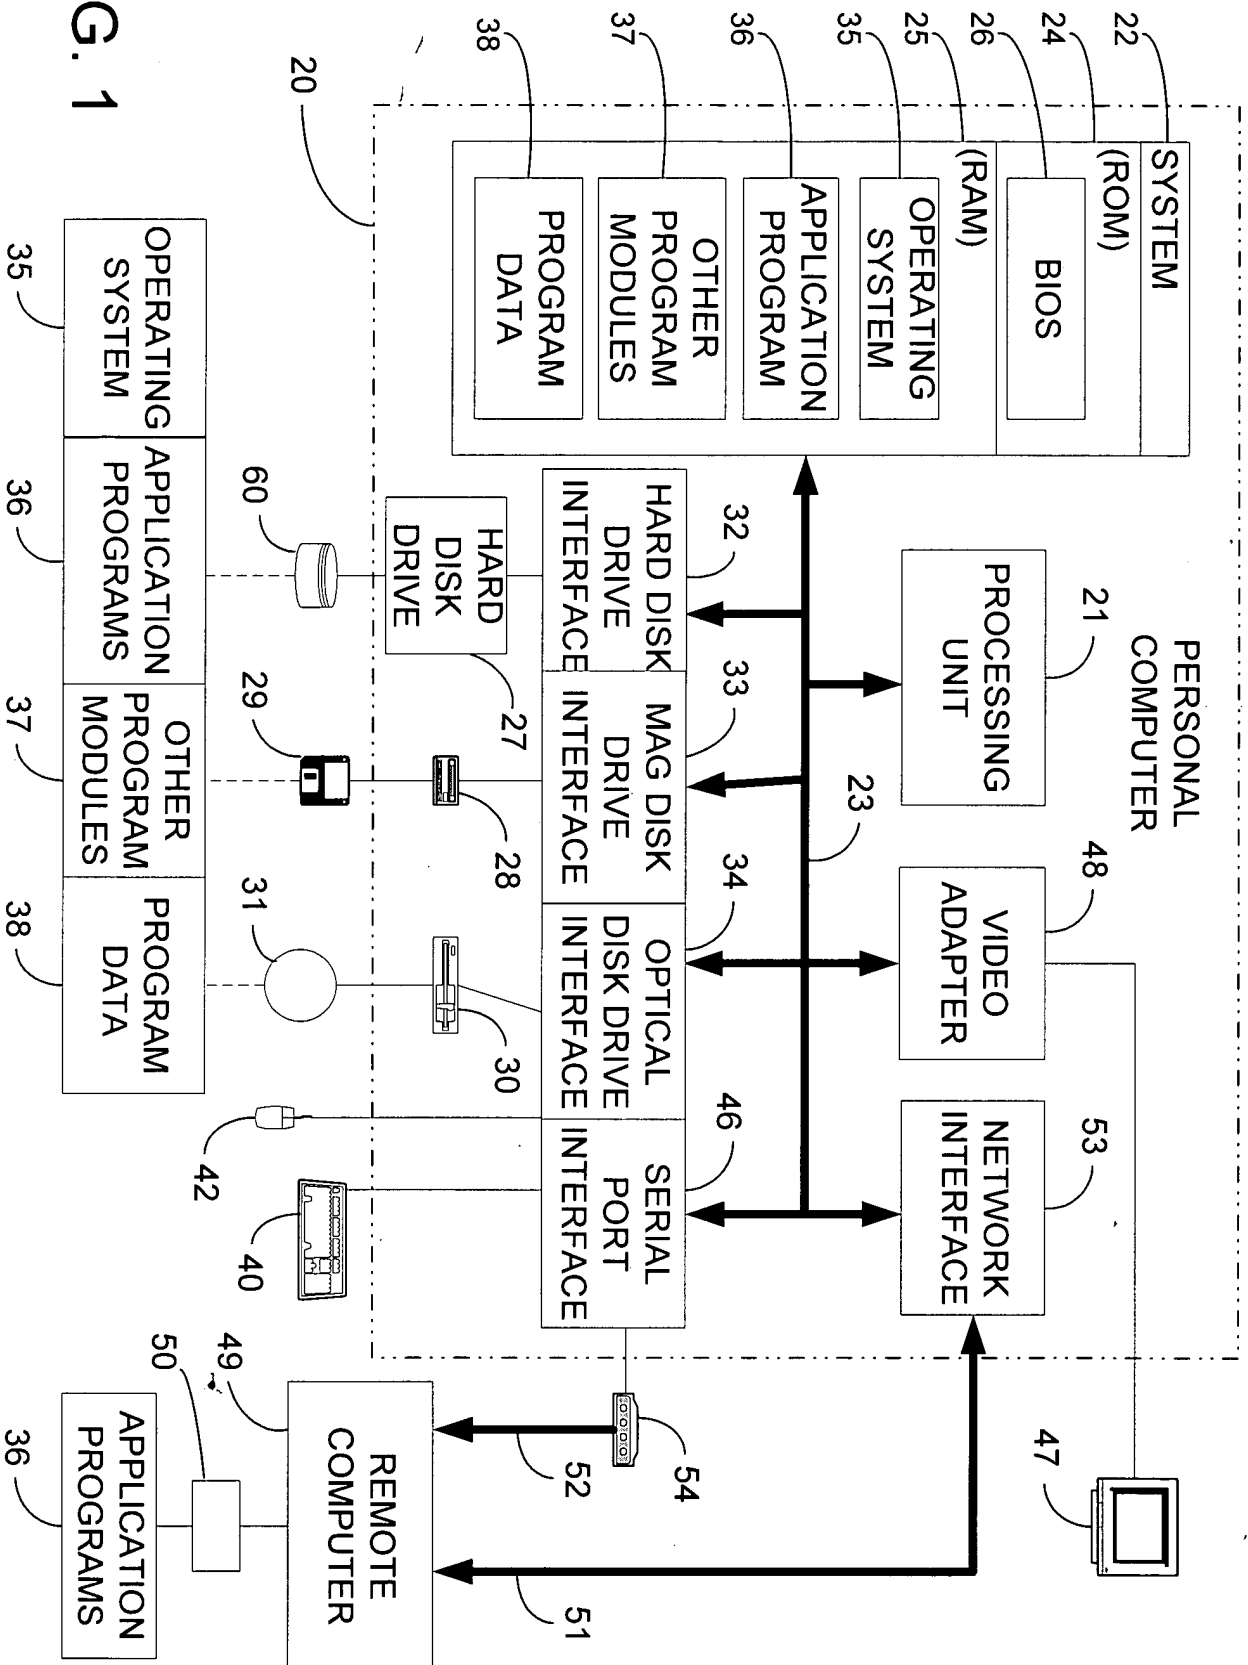 PERSONAL
COMPUTER
22
SYSTEM
24
(ROM)
26
BIOS
25
(RAM)
35
OPERATING
SYSTEM
36
APPLICATION
PROGRAM
37
OTHER
PROGRAM
MODULES
38
PROGRAM
DATA
20
21
PROCESSING
UNIT
48
VIDEO
ADAPTER
53
NETWORK
INTERFACE
47
23
32
HARD DISK
DRIVE
INTERFACE
33
MAG DISK
DRIVE
INTERFACE
34
OPTICAL
DISK DRIVE
INTERFACE
46
SERIAL
PORT
INTERFACE
HARD
DISK
DRIVE
27
28
30
54
52
51
60
29
31
42
40
49
REMOTE
COMPUTER
50
OPERATING
SYSTEM
35
APPLICATION
PROGRAMS
36
OTHER
PROGRAM
MODULES
37
PROGRAM
DATA
38
APPLICATION
PROGRAMS
36
G. 1